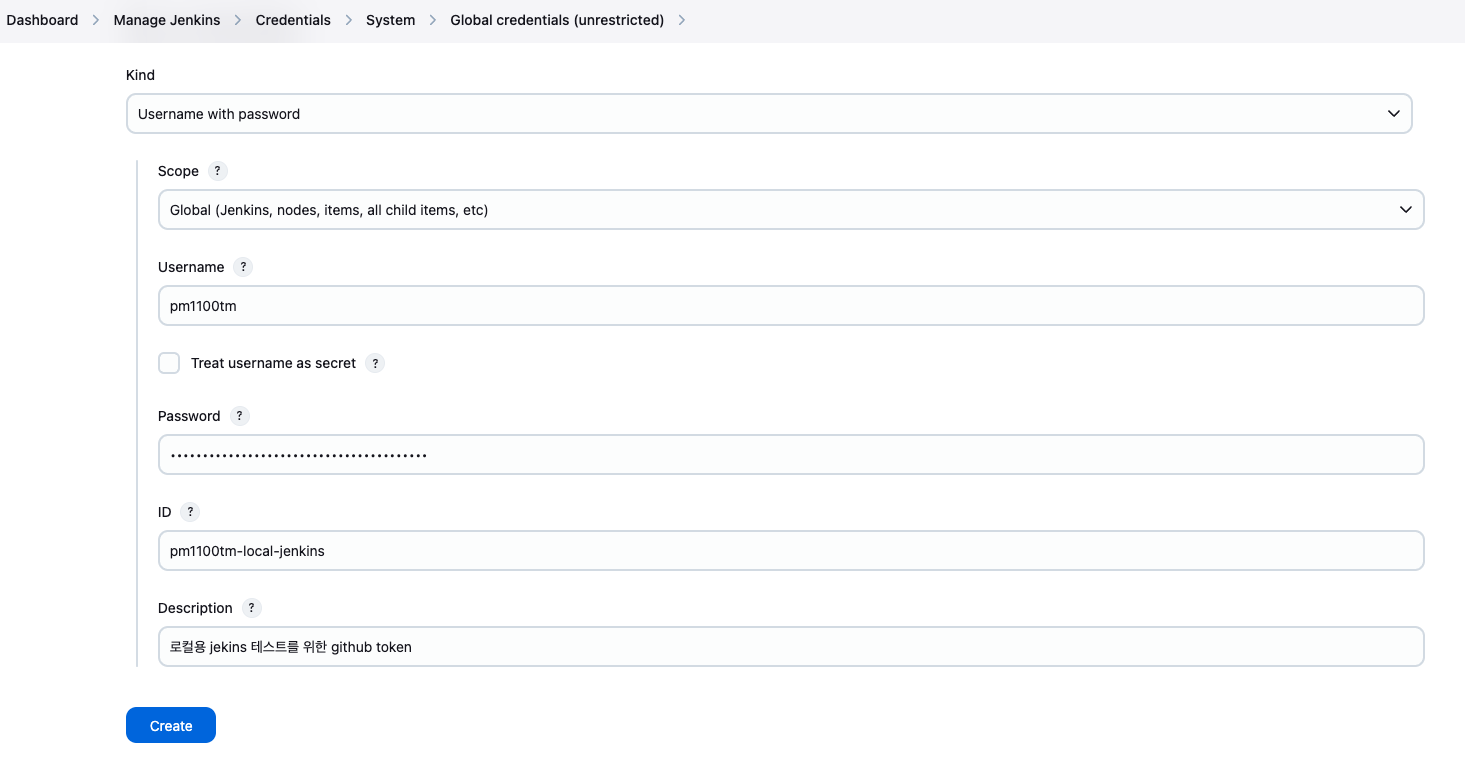 Dashboard > Manage Jenkins > Credentials > System > Global credentials (unrestricted) >
Kind
Username with password
Scope ?
Global (Jenkins, nodes, items, all child items, etc)
Username ?
pm1100tm
Treat username as secret ?
Password ?
••••••••••••••••••••••••••••••••••••••••
ID ?
pm1100tm-local-jenkins
Description ?
로컬용 jekins 테스트를 위한 github token
Create